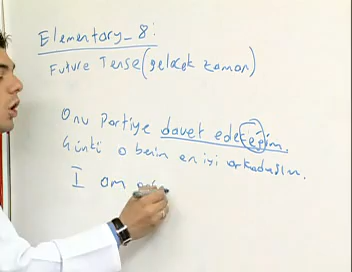 Elementary_8:
Future Tense (gelecek zaman)
Onu Partiye davet edeceğim.
Çünkü o benim en iyi arkadaşım.
I am